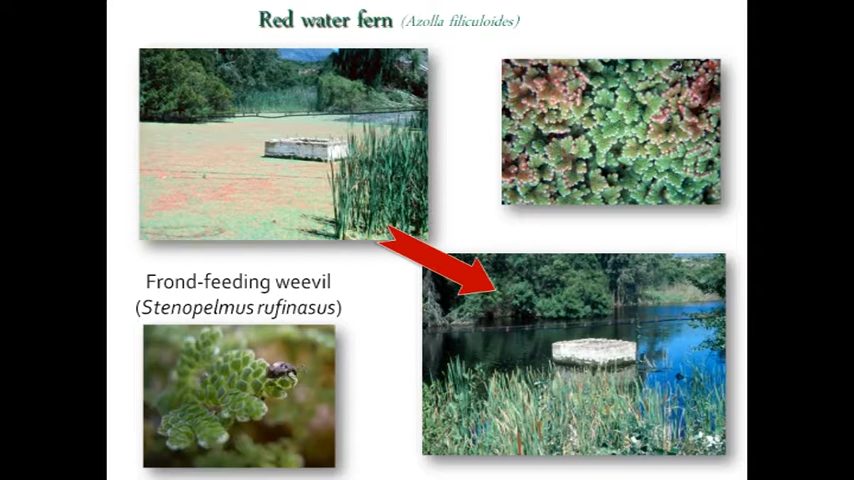 Red water fern (Azolla filiculoides)
Frond-feeding weevil
(Stenopelmus rufinasus)